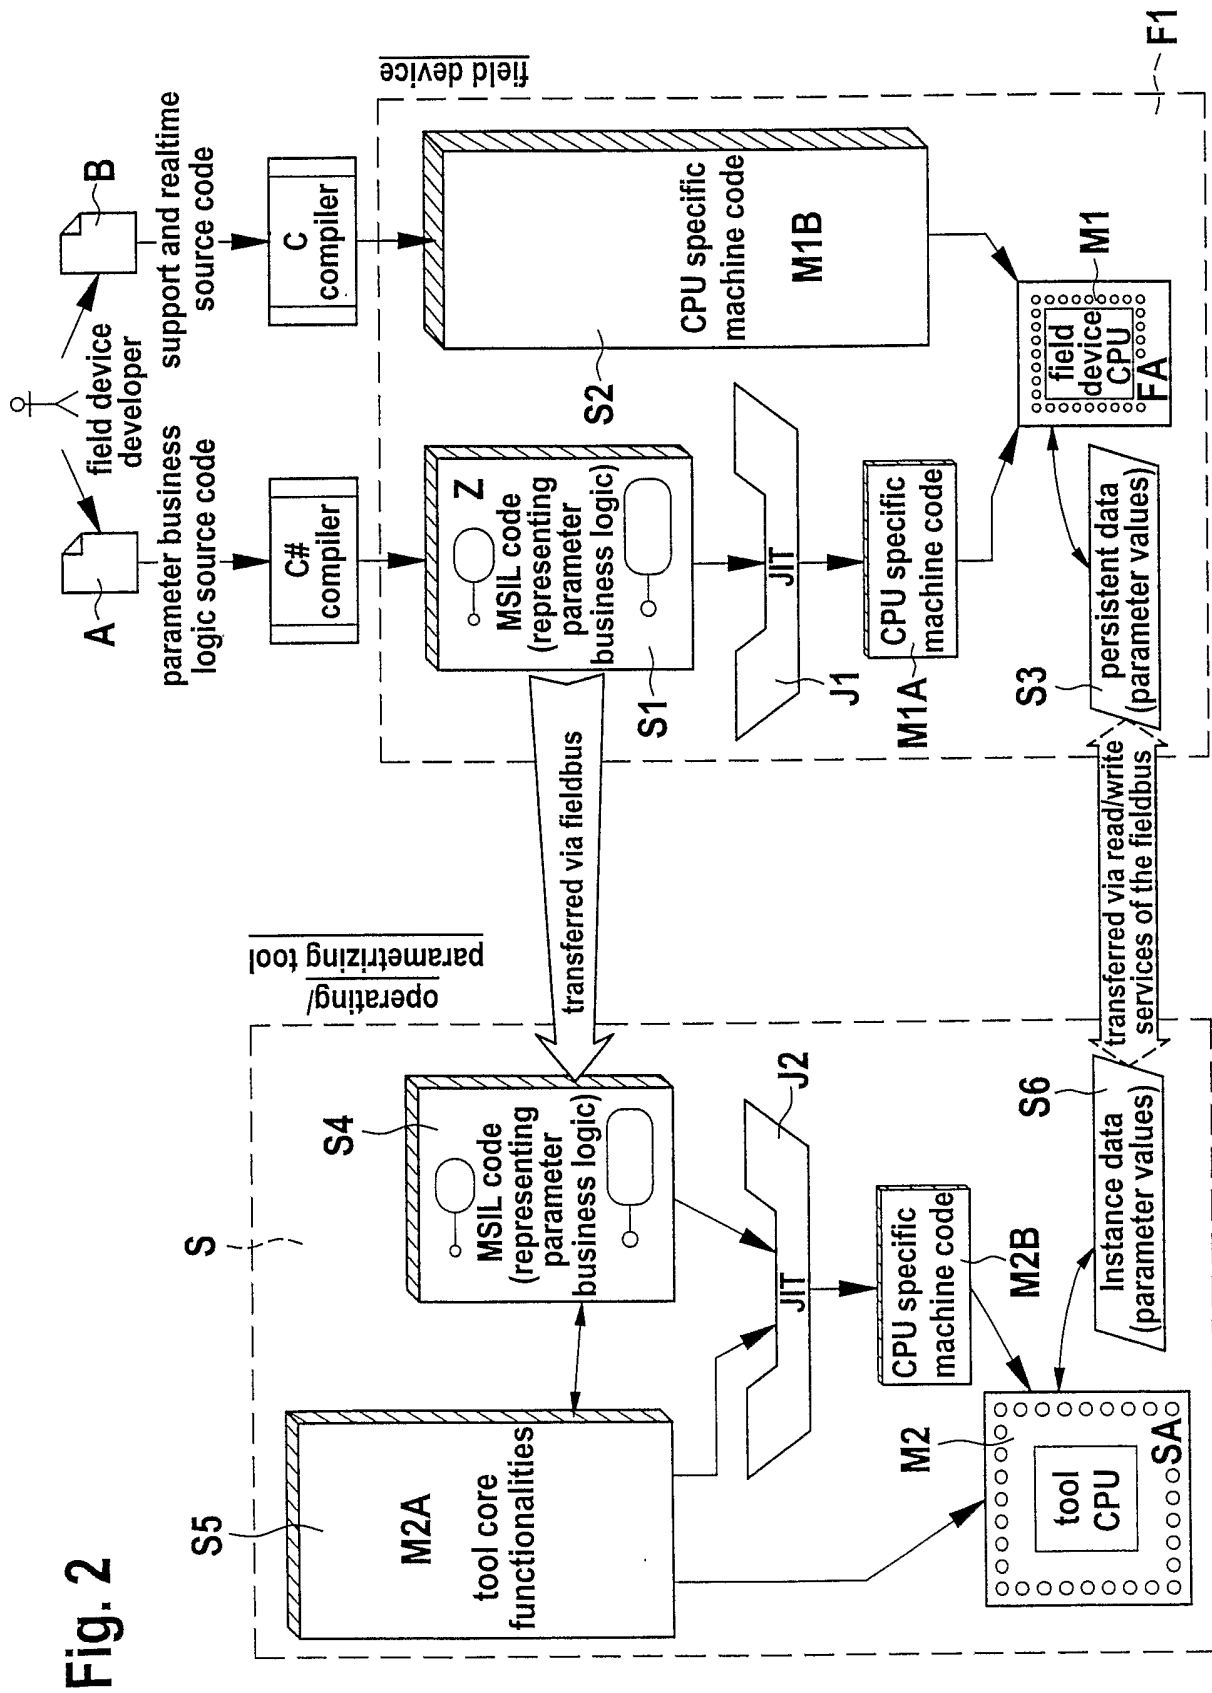 Fig. 2
field device
developer
A
B
parameter business
logic source code
support and realtime
source code
C#
compiler
C
compiler
operating/
parametrizing tool
field device
S
S5
M2A
tool core
functionalities
S4
MSIL code
(representing
parameter
business logic)
transferred via fieldbus
Z
MSIL code
(representing
parameter
business logic)
S1
S2
CPU specific
machine code
M1B
JIT
J2
JIT
J1
CPU specific
machine code
M2B
CPU specific
machine code
M1A
M2
tool
CPU
SA
S6
Instance data
(parameter values)
transferred via read/write
services of the fieldbus
S3
persistent data
(parameter values)
field
device
CPU
FA
M1
F1